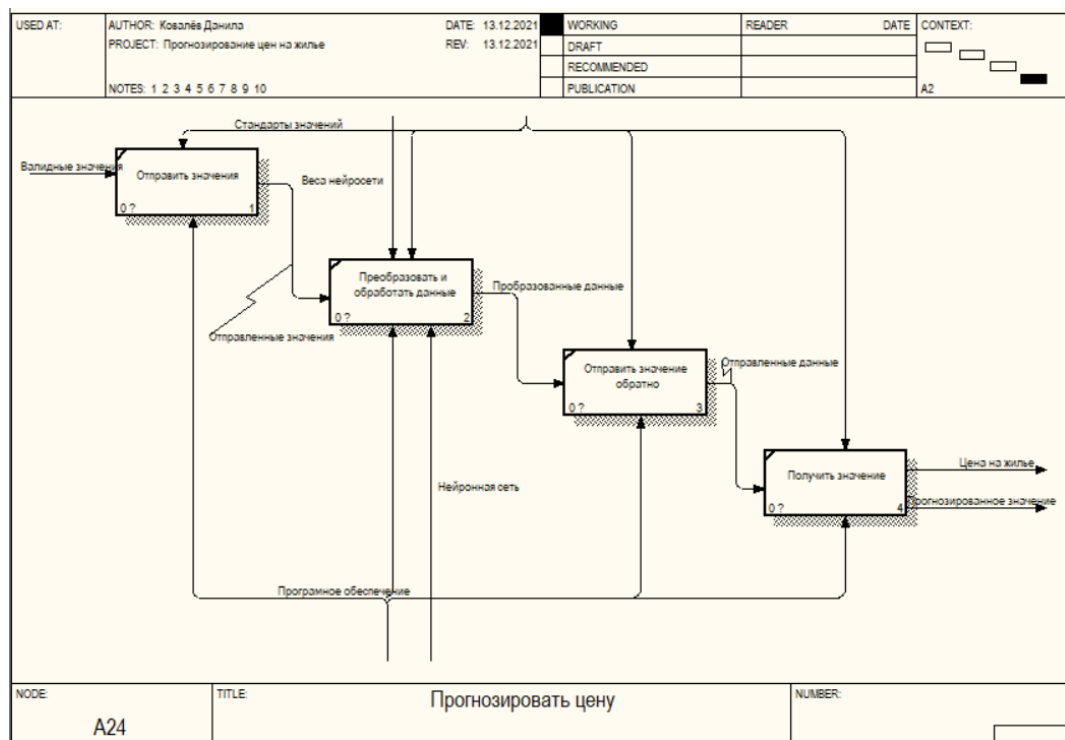 USED AT:
AUTHOR: Ковалёв Данила
DATE: 13.12.2021
WORKING
READER
DATE
CONTEXT:
PROJECT: Прогнозирование цен на жилье
REV: 13.12.2021
DRAFT
RECOMMENDED
NOTES: 1 2 3 4 5 6 7 8 9 10
PUBLICATION
A2
Стандарты значений
Валидные значения
Отправить значения
0 ?
1
Веса нейросети
Преобразовать и
обработать данные
0 ?
2
Пробразованные данные
Отправленные значения
Отправить значение
обратно
0 ?
3
Отправленные данные
Получить значение
0 ?
4
Цена на жилье
Прогнозированное значение
Нейронная сеть
Програмное обеспечение
NODE:
TITLE:
Прогнозировать цену
NUMBER:
A24